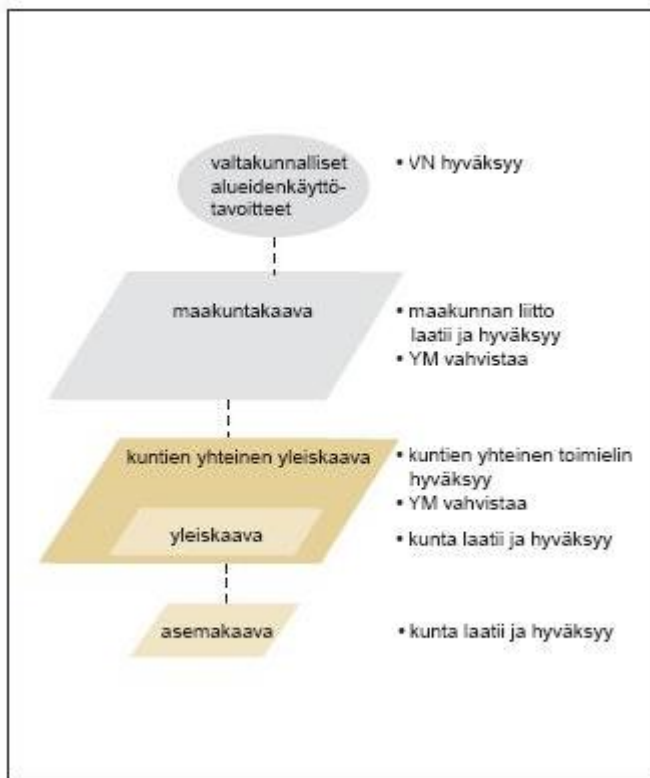 valtakunnalliset
alueidenkäyttö-
tavoitteet
• VN hyväksyy
maakuntakaava
• maakunnan liitto
laatii ja hyväksyy
• YM vahvistaa
kuntien yhteinen yleiskaava
• kuntien yhteinen toimielin
hyväksyy
• YM vahvistaa
yleiskaava
• kunta laatii ja hyväksyy
asemakaava
• kunta laatii ja hyväksyy